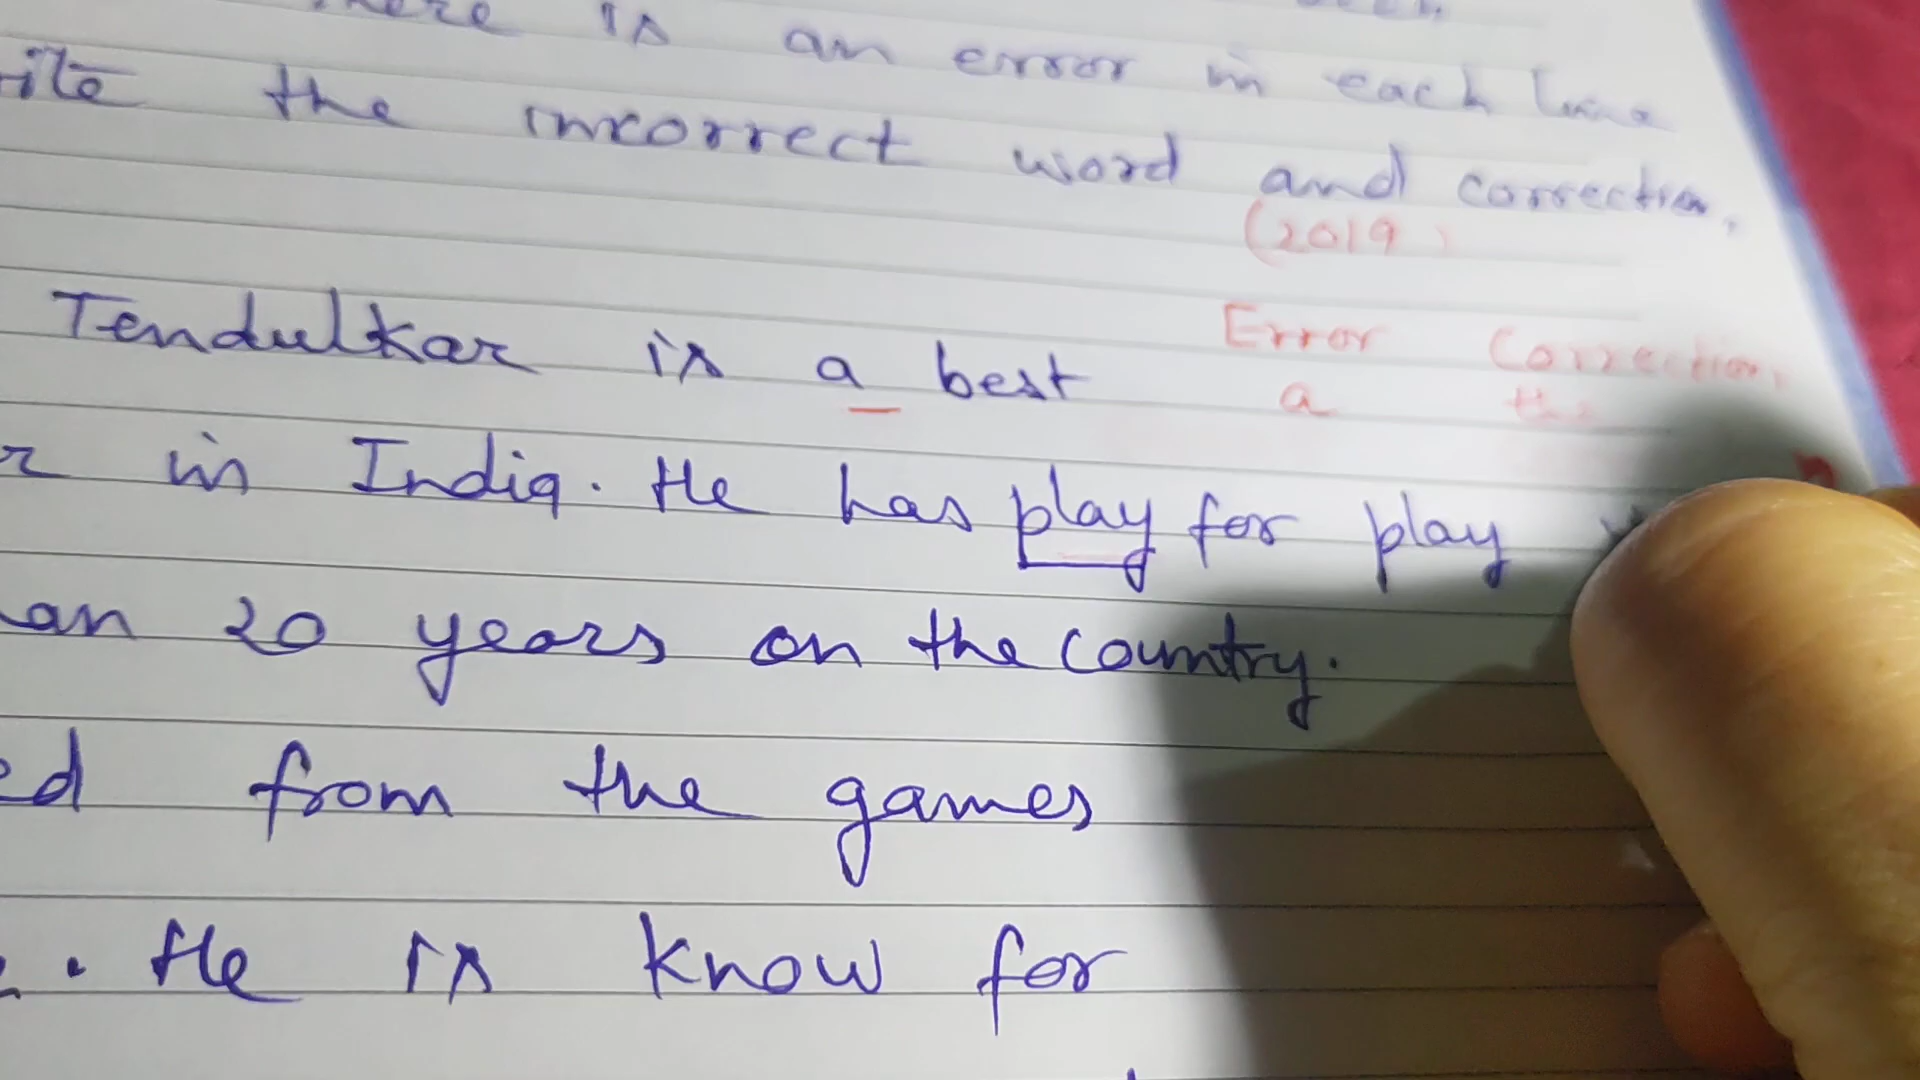 is an error in each line
the incorrect word and correction.
(2019)
Error Correction
Tendulkar is a best a the
in India. He has play for play
20 years on the country.
from the games
. He is know for